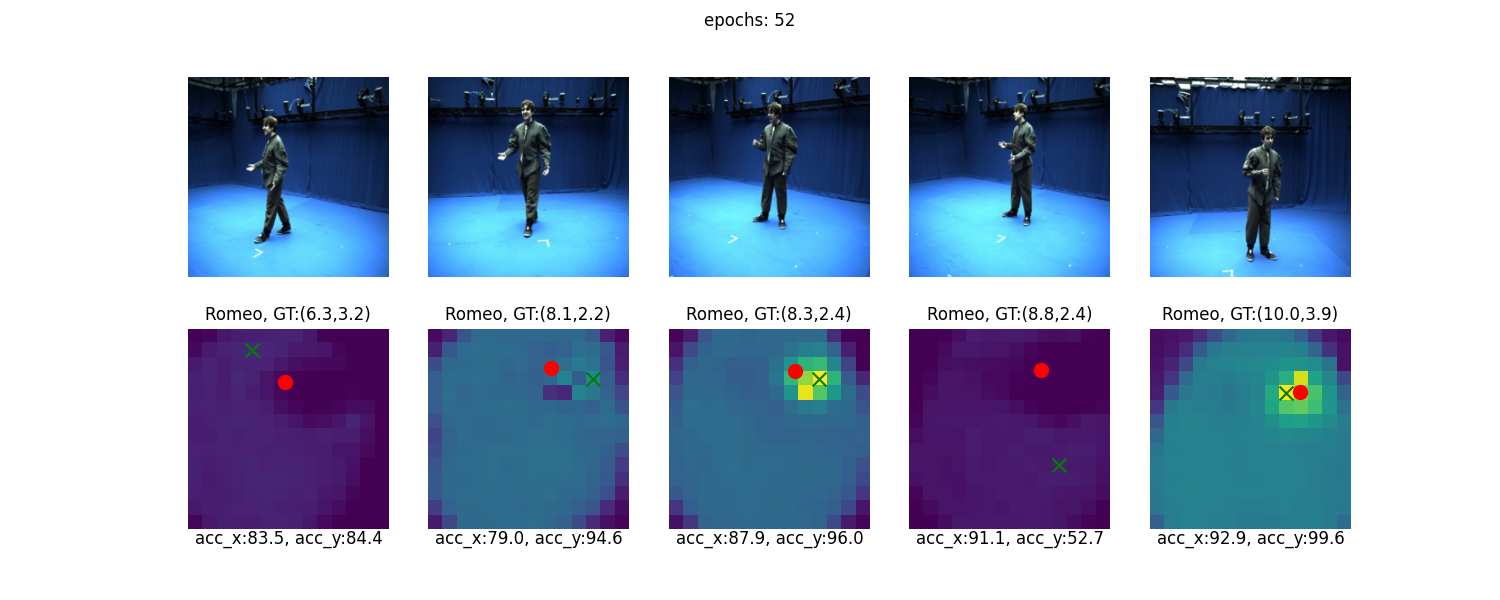 epochs: 52
Romeo, GT:(6.3,3.2)
Romeo, GT:(8.1,2.2)
Romeo, GT:(8.3,2.4)
Romeo, GT:(8.8,2.4)
Romeo, GT:(10.0,3.9)
acc_x:83.5, acc_y:84.4
acc_x:79.0, acc_y:94.6
acc_x:87.9, acc_y:96.0
acc_x:91.1, acc_y:52.7
acc_x:92.9, acc_y:99.6